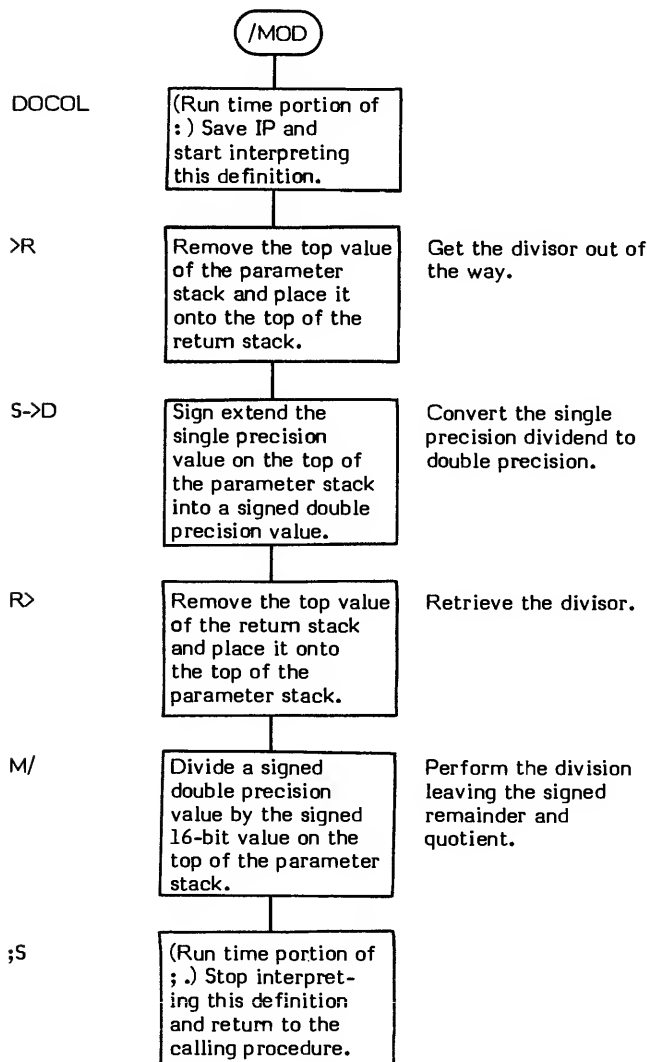 /MOD
DOCOL
(Run time portion of
: ) Save IP and
start interpreting
this definition.
>R
Remove the top value
of the parameter
stack and place it
onto the top of the
return stack.
Get the divisor out of
the way.
S->D
Sign extend the
single precision
value on the top of
the parameter stack
into a signed double
precision value.
Convert the single
precision dividend to
double precision.
R>
Remove the top value
of the return stack
and place it onto
the top of the
parameter stack.
Retrieve the divisor.
M/
Divide a signed
double precision
value by the signed
16-bit value on the
top of the parameter
stack.
Perform the division
leaving the signed
remainder and
quotient.
;S
(Run time portion of
; .) Stop interpret-
ing this definition
and return to the
calling procedure.